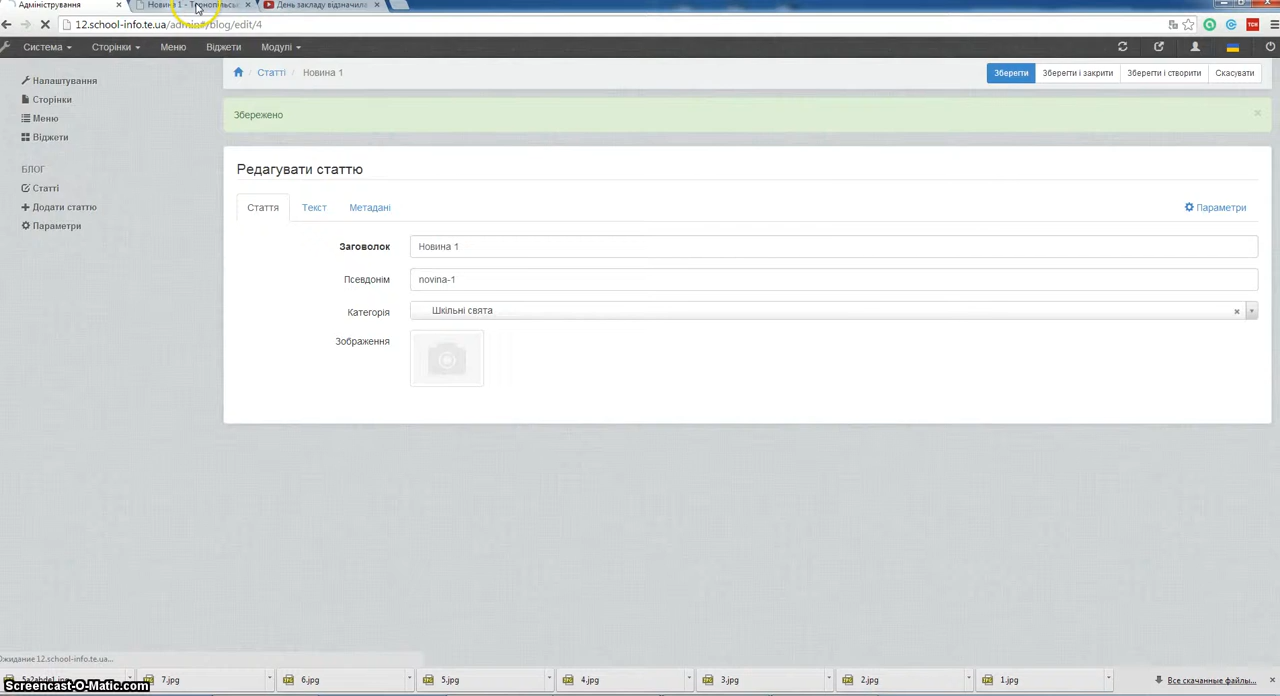 Адміністрування
Новина 1 - Тернопільськ
День закладу відзначила
12.school-info.te.ua/admin#/blog/edit/4
Система Сторінки Меню Віджети Модулі
Налаштування
Сторінки
Меню
Віджети
БЛОГ
Статті
Додати статтю
Параметри
Статті / Новина 1
Зберегти
Зберегти і закрити
Зберегти і створити
Скасувати
Збережено
Редагувати статтю
Стаття Текст Метадані
Параметри
Заголовок Новина 1
Псевдонім novina-1
Категорія Шкільні свята
Зображення
Ожидание 12.school-info.te.ua...
7.jpg 6.jpg 5.jpg 4.jpg 3.jpg 2.jpg 1.jpg
Все скачанные файлы...
Screencast-O-Matic.com